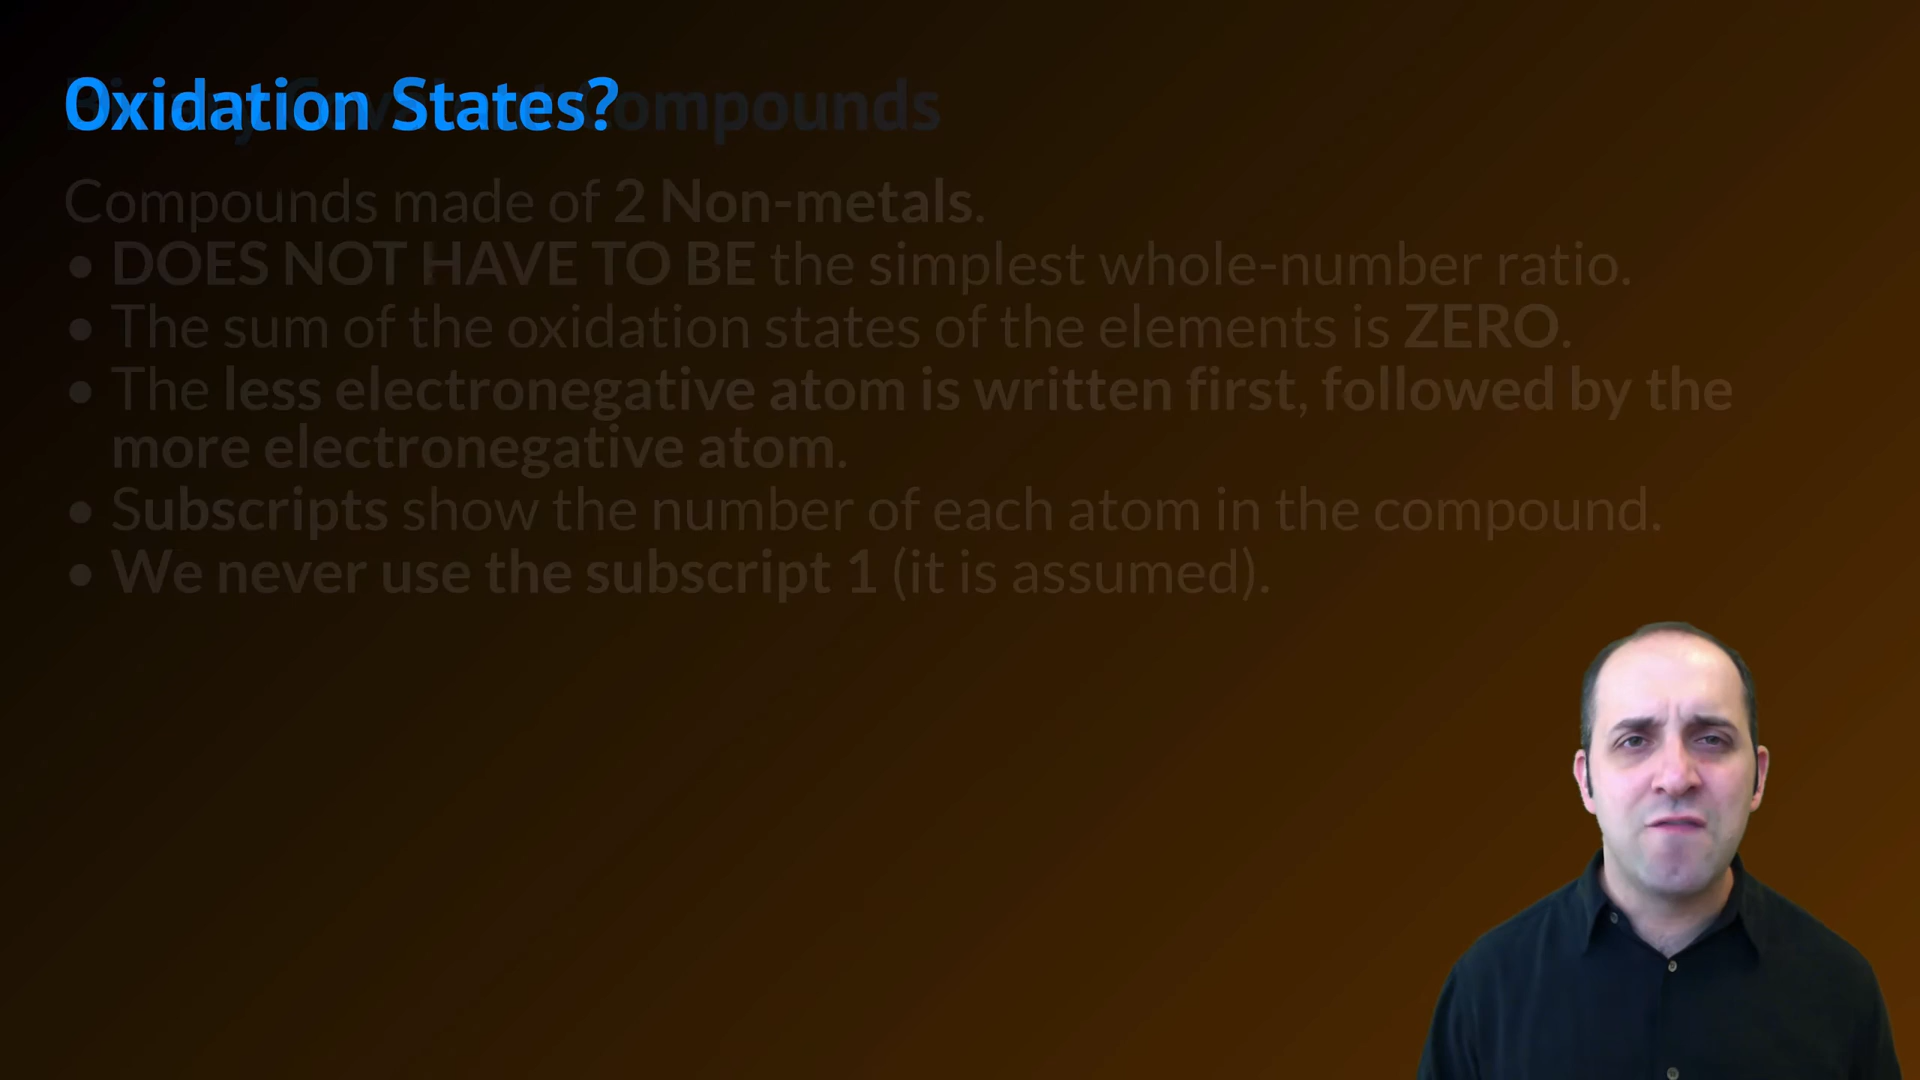 Oxidation States?
ompounds
Compounds made of 2 Non-metals.
• DOES NOT HAVE TO BE the simplest whole-number ratio.
• The sum of the oxidation states of the elements is ZERO.
• The less electronegative atom is written first, followed by the
more electronegative atom.
• Subscripts show the number of each atom in the compound.
• We never use the subscript 1 (it is assumed).